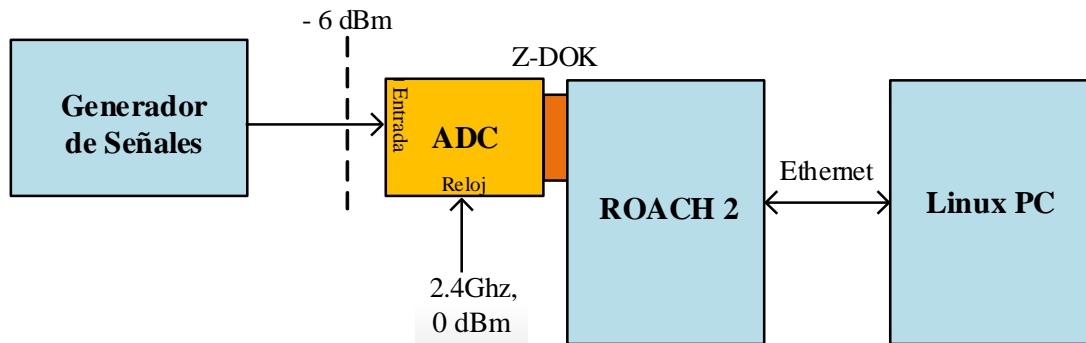 - 6 dBm
Generador
de Señales
Entrada
ADC
Reloj
Z-DOK
2.4Ghz,
0 dBm
ROACH 2
Ethernet
Linux PC